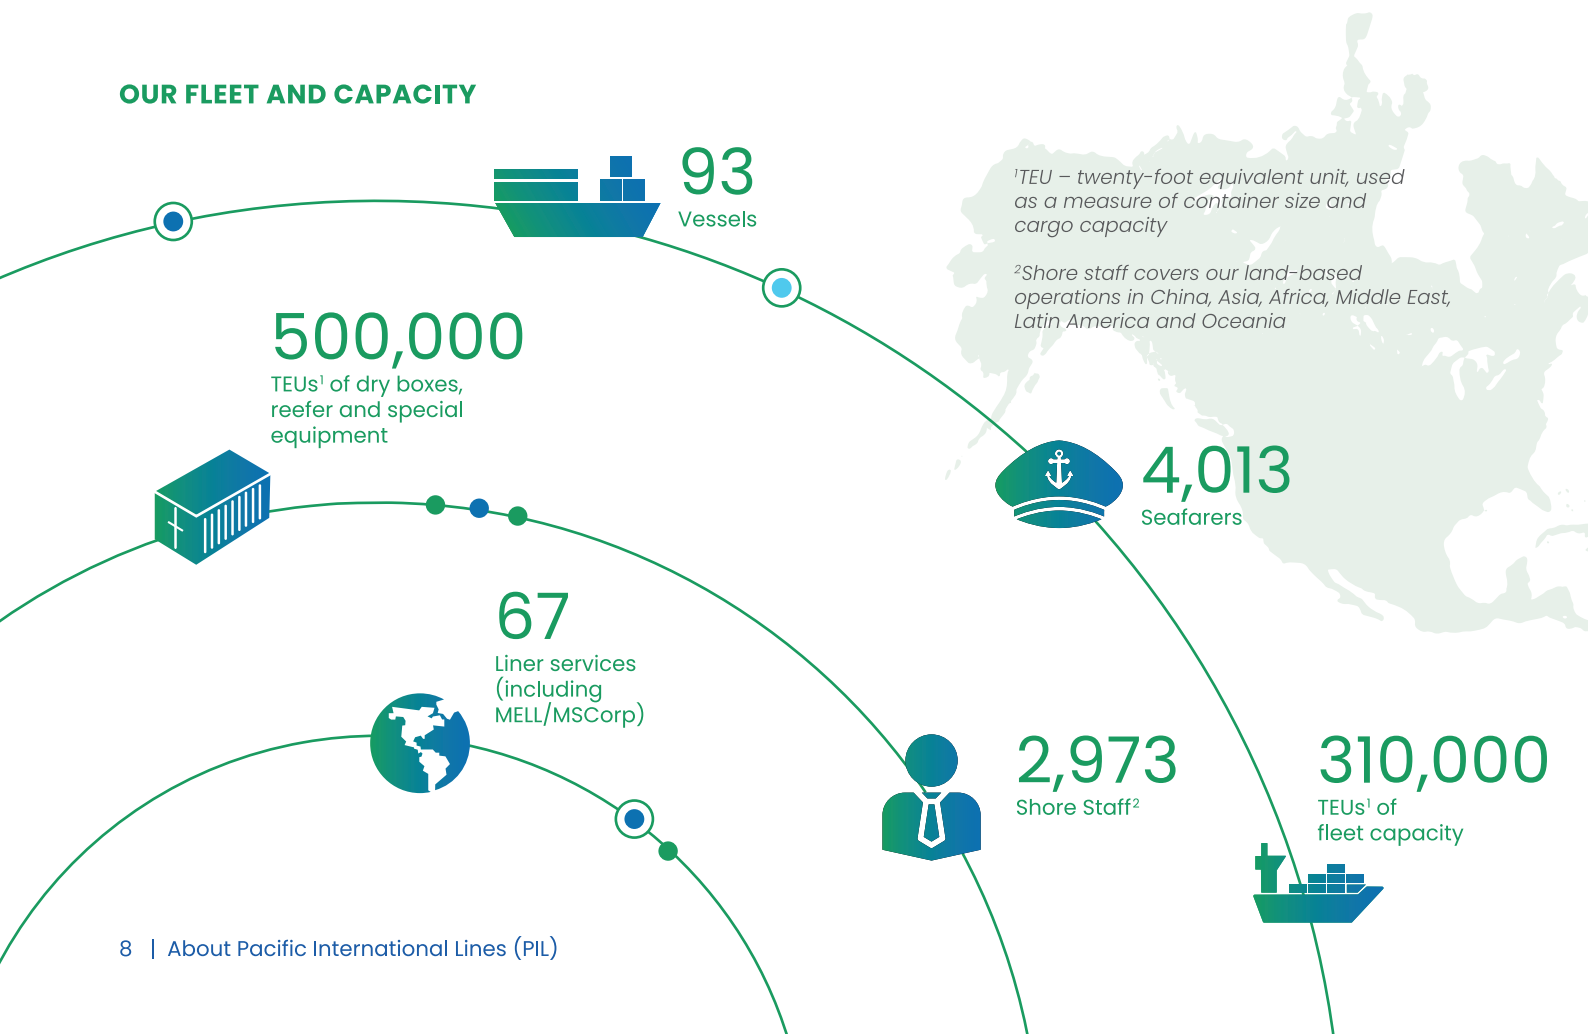 OUR FLEET AND CAPACITY
93
Vessels
¹TEU – twenty-foot equivalent unit, used
as a measure of container size and
cargo capacity
²Shore staff covers our land-based
operations in China, Asia, Africa, Middle East,
Latin America and Oceania
500,000
TEUs¹ of dry boxes,
reefer and special
equipment
4,013
Seafarers
67
Liner services
(including
MELL/MSCorp)
2,973
Shore Staff²
310,000
TEUs¹ of
fleet capacity
8 | About Pacific International Lines (PIL)